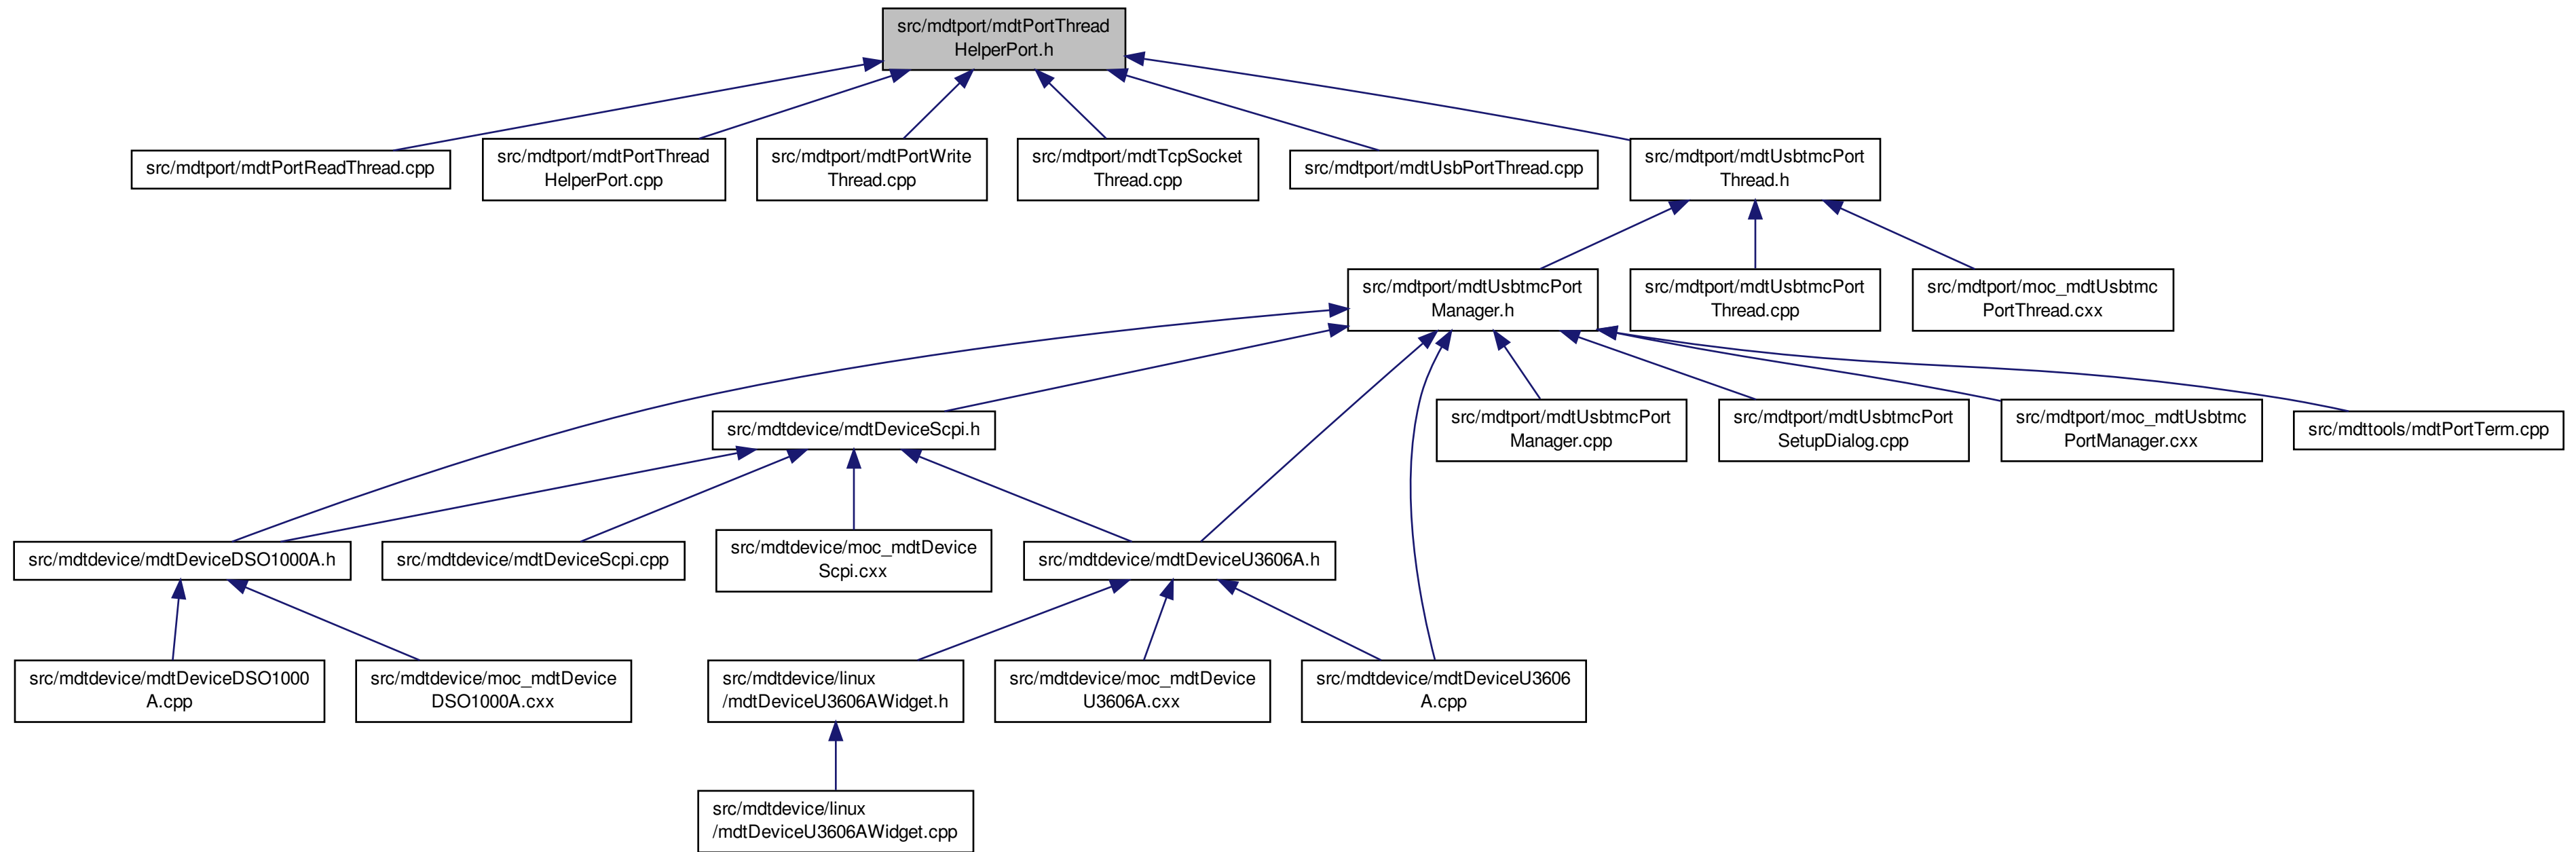 src/mdtport/mdtPortThread
HelperPort.h
src/mdtport/mdtPortReadThread.cpp
src/mdtport/mdtPortThread
HelperPort.cpp
src/mdtport/mdtPortWrite
Thread.cpp
src/mdtport/mdtTcpSocket
Thread.cpp
src/mdtport/mdtUsbPortThread.cpp
src/mdtport/mdtUsbtmcPort
Thread.h
src/mdtport/mdtUsbtmcPort
Manager.h
src/mdtport/mdtUsbtmcPort
Thread.cpp
src/mdtport/moc_mdtUsbtmc
PortThread.cxx
src/mdtdevice/mdtDeviceScpi.h
src/mdtport/mdtUsbtmcPort
Manager.cpp
src/mdtport/mdtUsbtmcPort
SetupDialog.cpp
src/mdtport/moc_mdtUsbtmc
PortManager.cxx
src/mdttools/mdtPortTerm.cpp
src/mdtdevice/mdtDeviceDSO1000A.h
src/mdtdevice/mdtDeviceScpi.cpp
src/mdtdevice/moc_mdtDevice
Scpi.cxx
src/mdtdevice/mdtDeviceU3606A.h
src/mdtdevice/mdtDeviceDSO1000
A.cpp
src/mdtdevice/moc_mdtDevice
DSO1000A.cxx
src/mdtdevice/linux
/mdtDeviceU3606AWidget.h
src/mdtdevice/moc_mdtDevice
U3606A.cxx
src/mdtdevice/mdtDeviceU3606
A.cpp
src/mdtdevice/linux
/mdtDeviceU3606AWidget.cpp